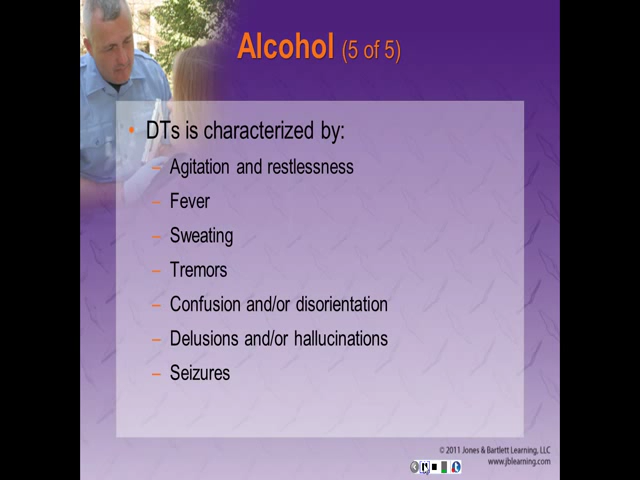 Alcohol (5 of 5)
• DTs is characterized by:
– Agitation and restlessness
– Fever
– Sweating
– Tremors
– Confusion and/or disorientation
– Delusions and/or hallucinations
– Seizures
© 2011 Jones & Bartlett Learning, LLC
www.jblearning.com